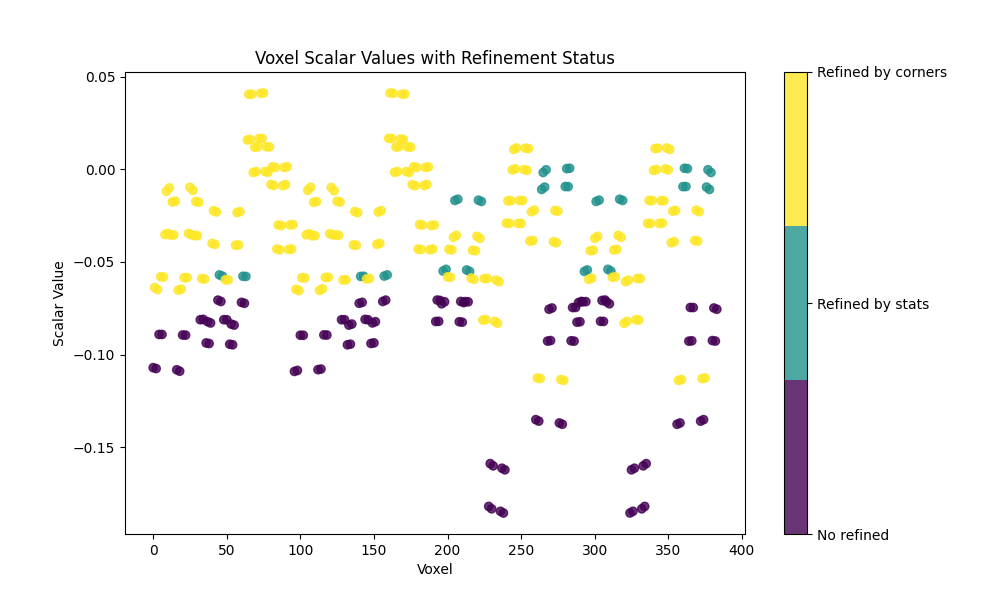 Voxel Scalar Values with Refinement Status
Scalar Value
0.05
0.00
−0.05
−0.10
−0.15
0 50 100 150 200 250 300 350 400
Voxel
Refined by corners
Refined by stats
No refined